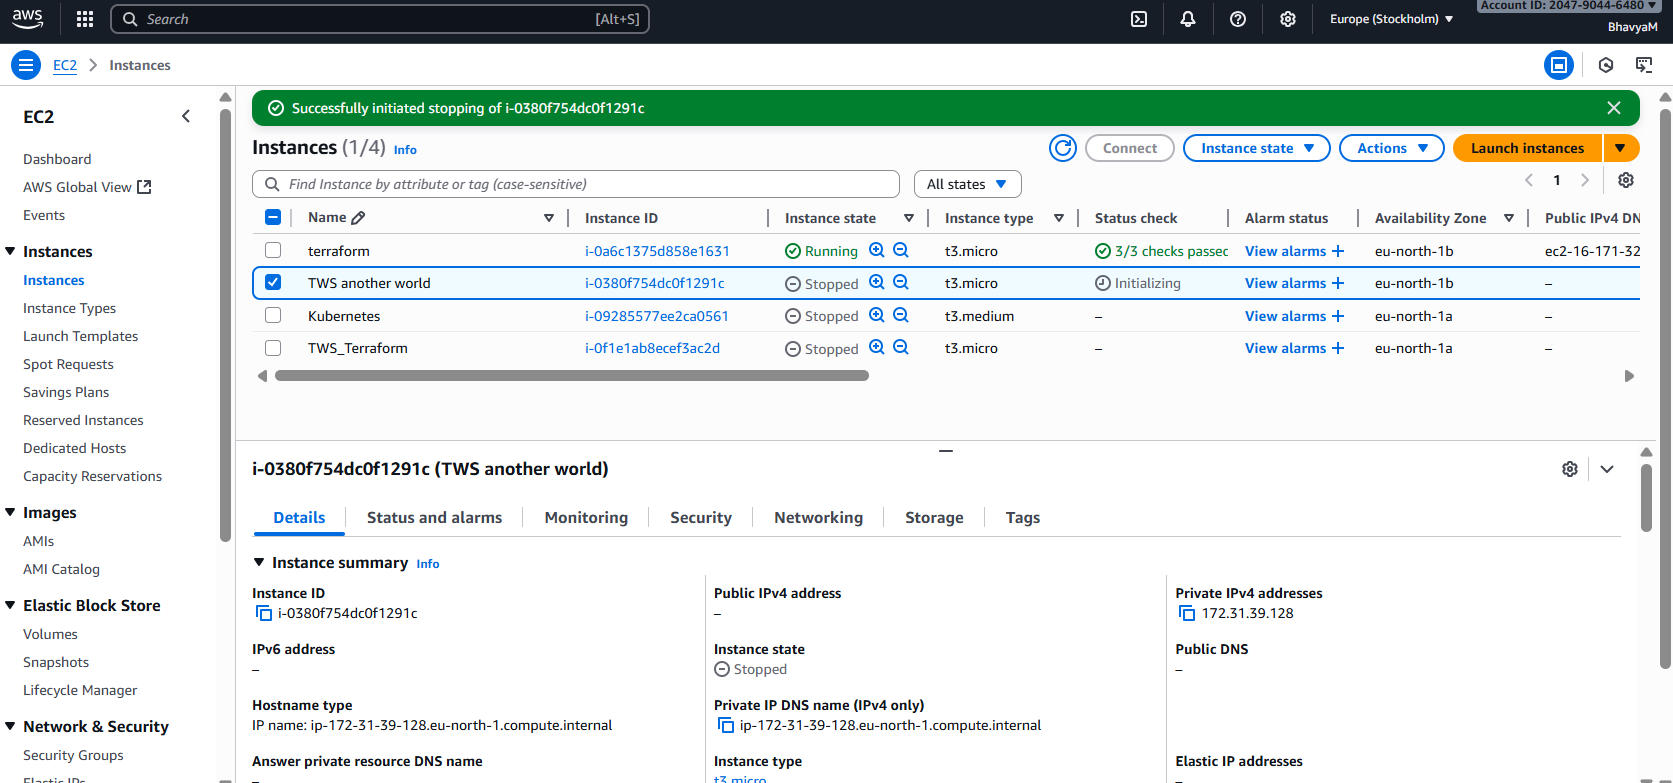 aws
Search [Alt+S]
Europe (Stockholm)
Account ID: 2047-9044-6480
BhavyaM
EC2 Instances
EC2
Dashboard
AWS Global View
Events
Instances
Instances
Instance Types
Launch Templates
Spot Requests
Savings Plans
Reserved Instances
Dedicated Hosts
Capacity Reservations
Images
AMIs
AMI Catalog
Elastic Block Store
Volumes
Snapshots
Lifecycle Manager
Network & Security
Security Groups
Elastic IPs
Successfully initiated stopping of i-0380f754dc0f1291c
Instances (1/4) Info
Connect Instance state Actions Launch instances
Find Instance by attribute or tag (case-sensitive) All states 1
Name Instance ID Instance state Instance type Status check Alarm status Availability Zone Public IPv4 DN
terraform i-0a6c1375d858e1631 Running t3.micro 3/3 checks passed View alarms + eu-north-1b ec2-16-171-32
TWS another world i-0380f754dc0f1291c Stopped t3.micro Initializing View alarms + eu-north-1b –
Kubernetes i-09285577ee2ca0561 Stopped t3.medium – View alarms + eu-north-1a –
TWS_Terraform i-0f1e1ab8ecef3ac2d Stopped t3.micro – View alarms + eu-north-1a –
i-0380f754dc0f1291c (TWS another world)
Details Status and alarms Monitoring Security Networking Storage Tags
Instance summary Info
Instance ID
i-0380f754dc0f1291c
Public IPv4 address
–
Private IPv4 addresses
172.31.39.128
IPv6 address
–
Instance state
Stopped
Public DNS
–
Hostname type
IP name: ip-172-31-39-128.eu-north-1.compute.internal
Private IP DNS name (IPv4 only)
ip-172-31-39-128.eu-north-1.compute.internal
Answer private resource DNS name
–
Instance type
t3.micro
Elastic IP addresses
–